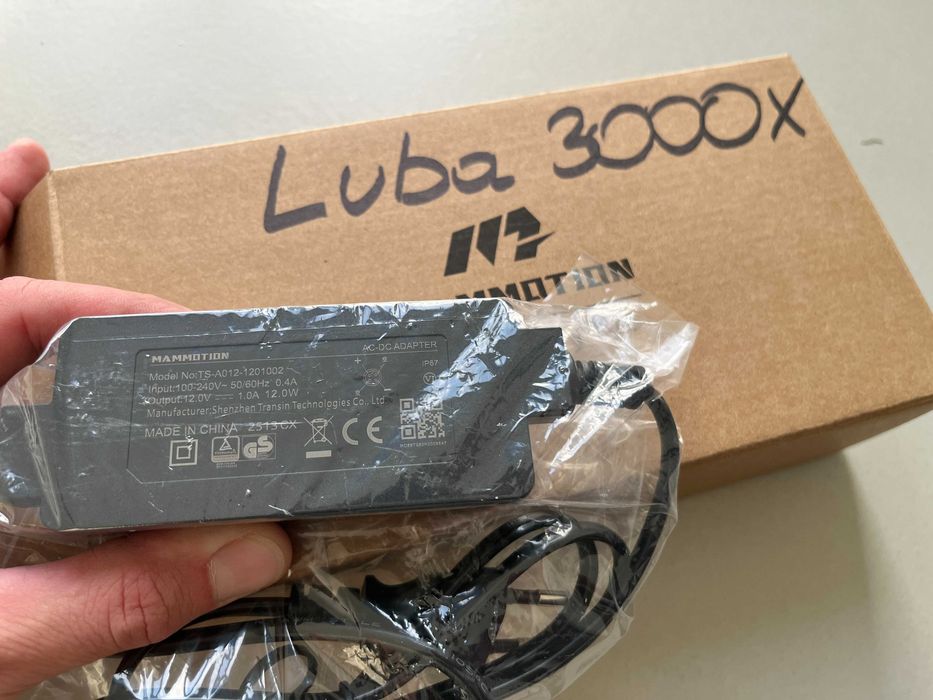 Luba 3000X
MAMMOTION
MAMMOTION
AC-DC ADAPTER
Model No:TS-A012-1201002
Input:100-240V~ 50/60Hz 0.4A
IP67
Output:12.0V⎓ 1.0A 12.0W
Manufacturer:Shenzhen Transin Technologies Co., Ltd
MADE IN CHINA 2513 CX
GS
CE